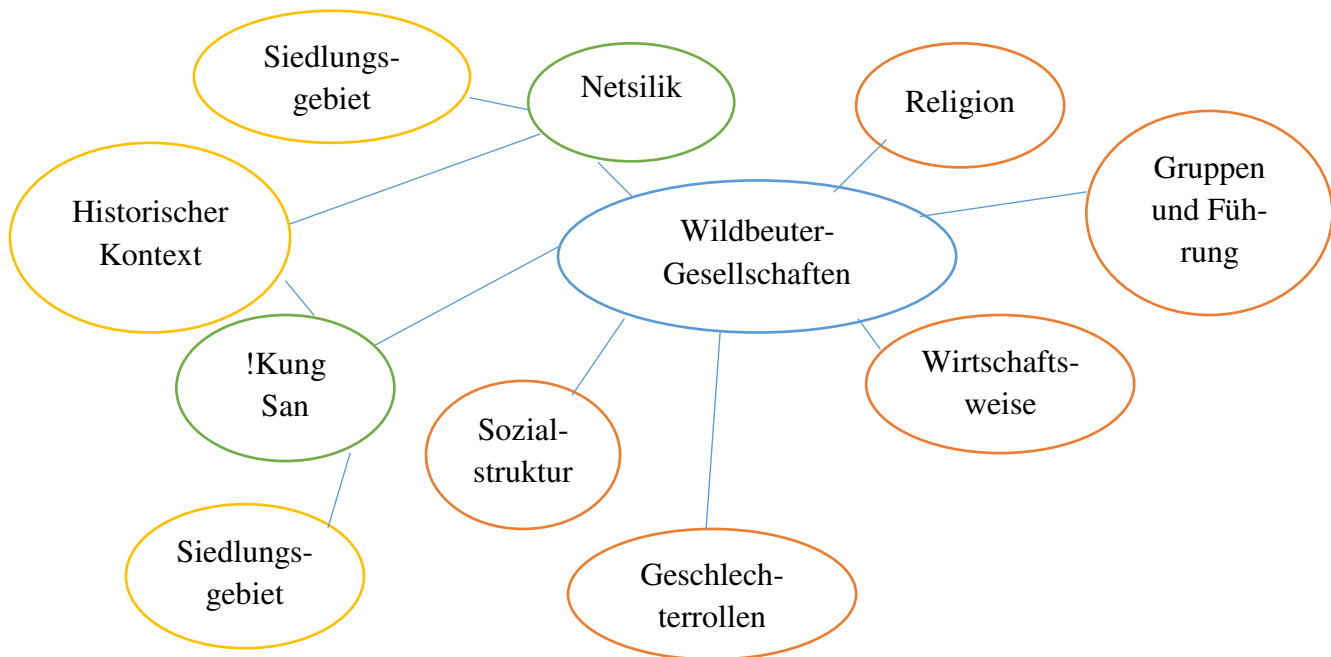 Siedlungs-
gebiet
Netsilik
Religion
Gruppen
und Füh-
rung
Historischer
Kontext
Wildbeuter-
Gesellschaften
!Kung
San
Wirtschafts-
weise
Sozial-
struktur
Siedlungs-
gebiet
Geschlech-
terrollen